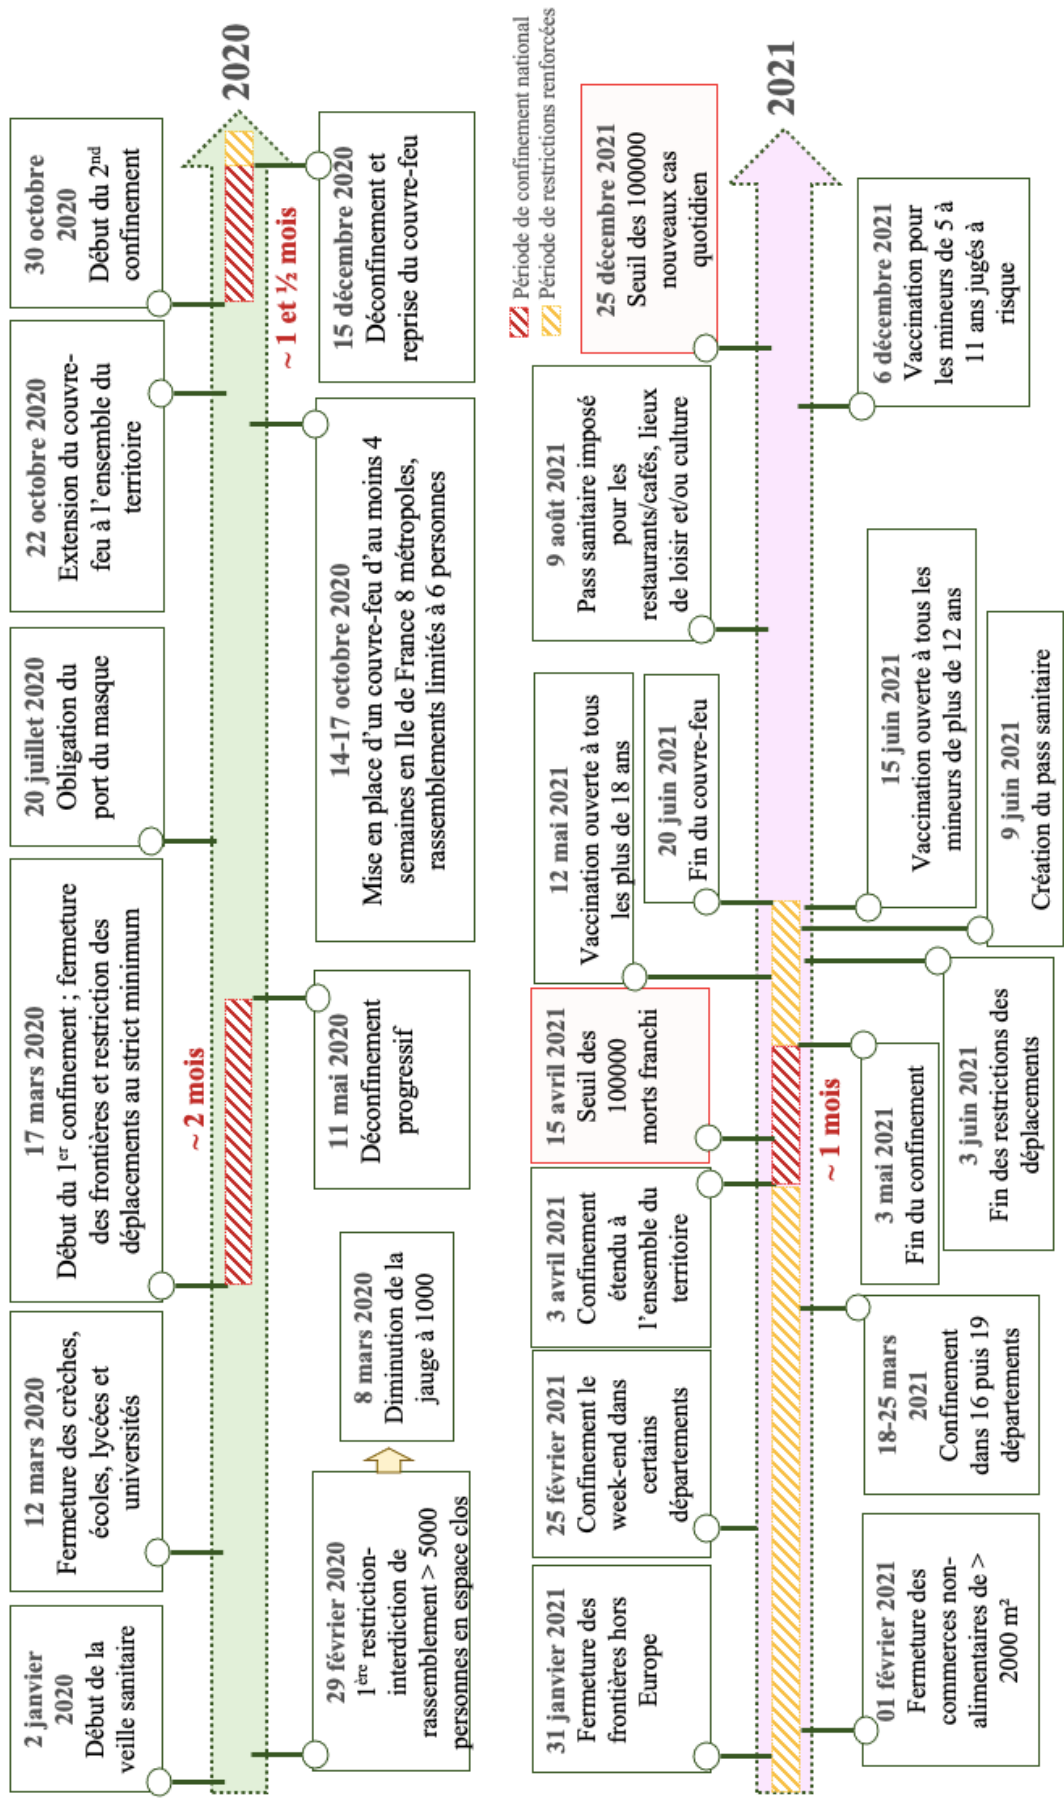 2 janvier
2020
Début de la
veille sanitaire
12 mars 2020
Fermeture des crèches,
écoles, lycées et
universités
17 mars 2020
Début du 1er confinement ; fermeture
des frontières et restriction des
déplacements au strict minimum
20 juillet 2020
Obligation du
port du masque
22 octobre 2020
Extension du couvre-
feu à l'ensemble du
territoire
30 octobre
2020
Début du 2nd
confinement
~ 2 mois
~ 1 et ½ mois
2020
29 février 2020
1ère restriction-
interdiction de
rassemblement > 5000
personnes en espace clos
8 mars 2020
Diminution de la
jauge à 1000
11 mai 2020
Déconfinement
progressif
14-17 octobre 2020
Mise en place d'un couvre-feu d'au moins 4
semaines en Ile de France 8 métropoles,
rassemblements limités à 6 personnes
15 décembre 2020
Déconfinement et
reprise du couvre-feu
Période de confinement national
Période de restrictions renforcées
31 janvier 2021
Fermeture des
frontières hors
Europe
25 février 2021
Confinement le
week-end dans
certains
départements
3 avril 2021
Confinement
étendu à
l'ensemble du
territoire
15 avril 2021
Seuil des
100000
morts franchi
12 mai 2021
Vaccination ouverte à tous
les plus de 18 ans
20 juin 2021
Fin du couvre-feu
9 août 2021
Pass sanitaire imposé
pour les
restaurants/cafés, lieux
de loisir et/ou culture
25 décembre 2021
Seuil des 100000
nouveaux cas
quotidien
2021
~ 1 mois
01 février 2021
Fermeture des
commerces non-
alimentaires de >
2000 m²
18-25 mars
2021
Confinement
dans 16 puis 19
départements
3 mai 2021
Fin du confinement
3 juin 2021
Fin des restrictions des
déplacements
9 juin 2021
Création du pass sanitaire
15 juin 2021
Vaccination ouverte à tous les
mineurs de plus de 12 ans
6 décembre 2021
Vaccination pour
les mineurs de 5 à
11 ans jugés à
risque